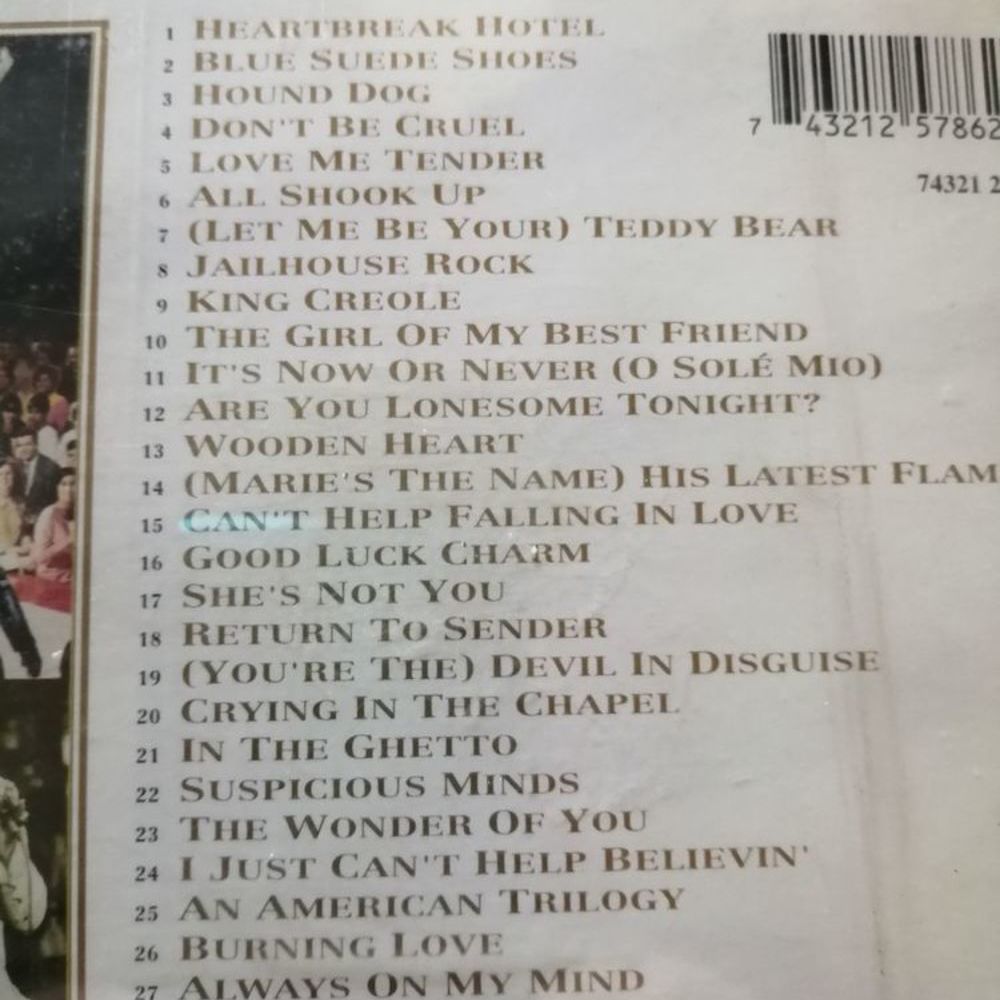 1 HEARTBREAK HOTEL
2 BLUE SUEDE SHOES
3 HOUND DOG
4 DON'T BE CRUEL
5 LOVE ME TENDER
6 ALL SHOOK UP
7 (LET ME BE YOUR) TEDDY BEAR
8 JAILHOUSE ROCK
9 KING CREOLE
10 THE GIRL OF MY BEST FRIEND
11 IT'S NOW OR NEVER (O SOLÉ MIO)
12 ARE YOU LONESOME TONIGHT?
13 WOODEN HEART
14 (MARIE'S THE NAME) HIS LATEST FLAM
15 CAN'T HELP FALLING IN LOVE
16 GOOD LUCK CHARM
17 SHE'S NOT YOU
18 RETURN TO SENDER
19 (YOU'RE THE) DEVIL IN DISGUISE
20 CRYING IN THE CHAPEL
21 IN THE GHETTO
22 SUSPICIOUS MINDS
23 THE WONDER OF YOU
24 I JUST CAN'T HELP BELIEVIN'
25 AN AMERICAN TRILOGY
26 BURNING LOVE
27 ALWAYS ON MY MIND
7 43212 57862
74321 2